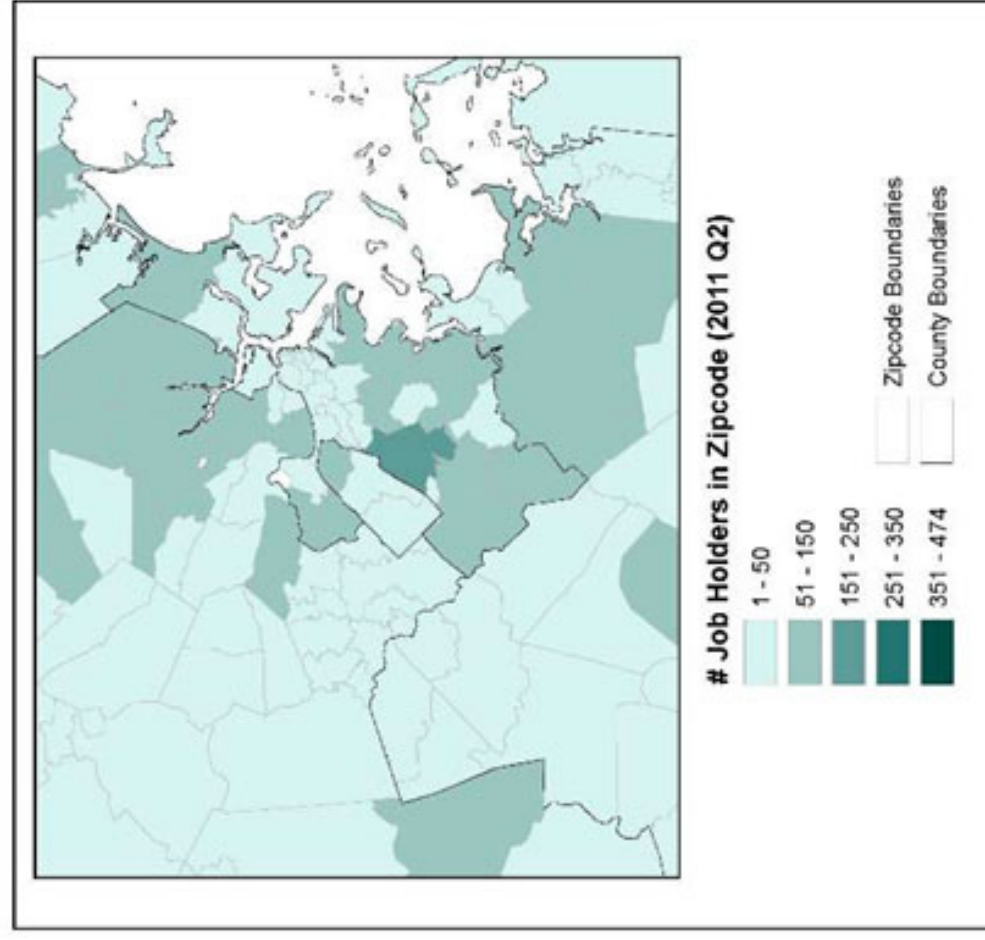 # Job Holders in Zipcode (2011 Q2)
1 - 50
51 - 150
151 - 250
251 - 350
351 - 474
Zipcode Boundaries
County Boundaries